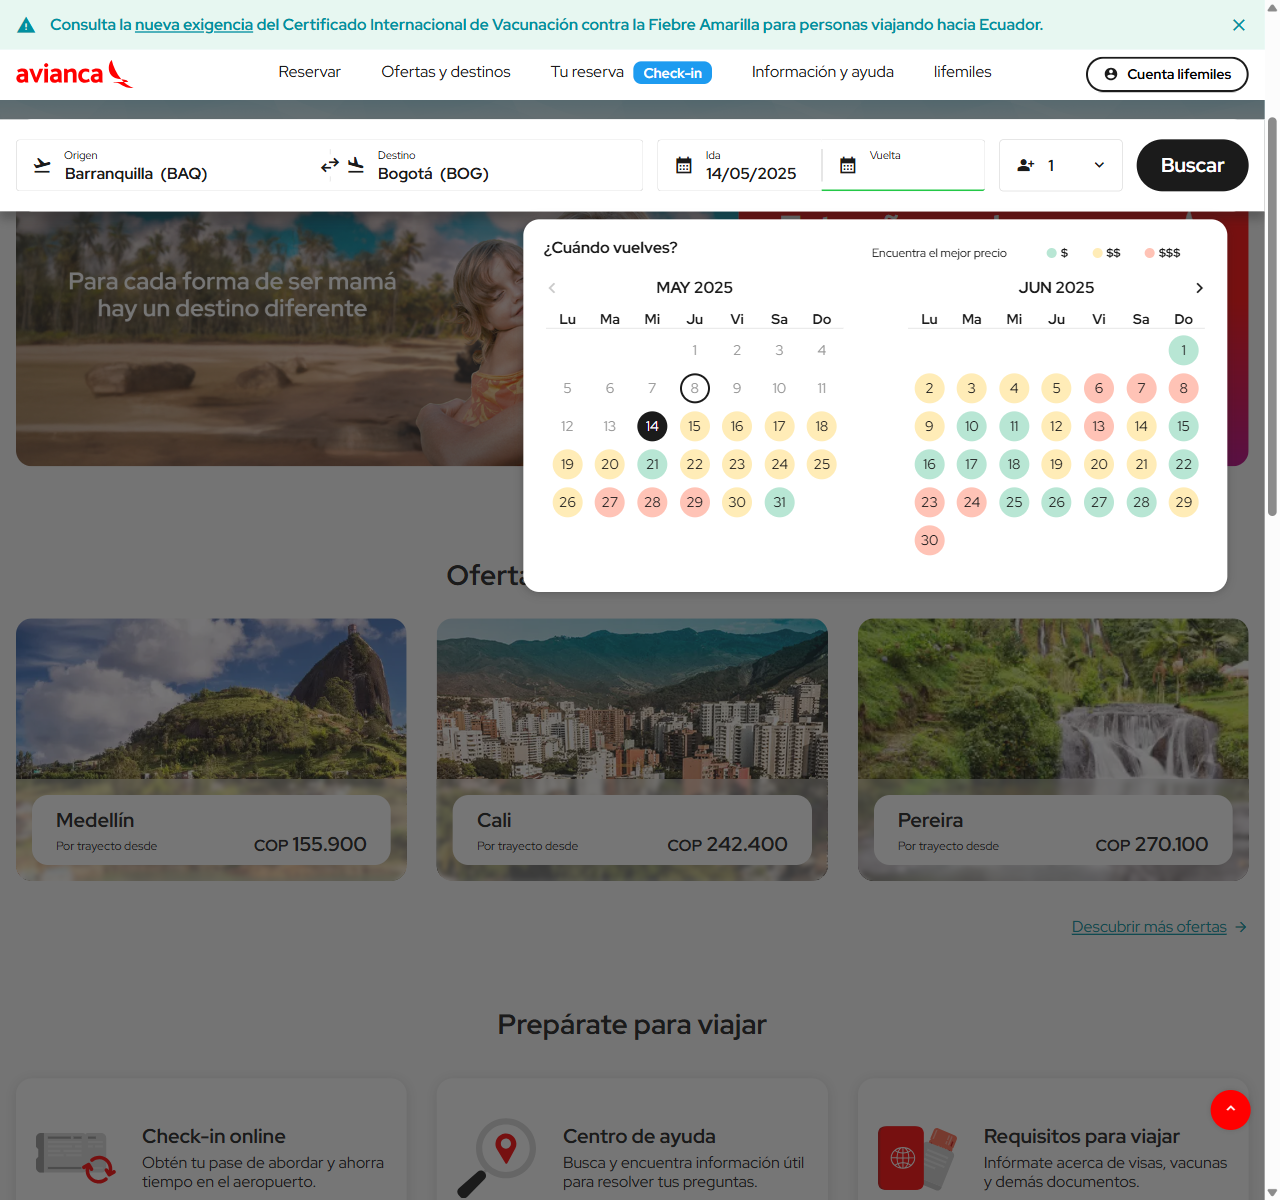 Consulta la nueva exigencia del Certificado Internacional de Vacunación contra la Fiebre Amarilla para personas viajando hacia Ecuador.
avianca
Reservar
Ofertas y destinos
Tu reserva
Check-in
Información y ayuda
lifemiles
Cuenta lifemiles
Origen
Barranquilla (BAQ)
Destino
Bogotá (BOG)
Ida
14/05/2025
Vuelta
1
Buscar
Para cada forma de ser mamá
hay un destino diferente
¿Cuándo vuelves?
Encuentra el mejor precio
$
$$
$$$
MAY 2025
Lu Ma Mi Ju Vi Sa Do
1 2 3 4
5 6 7 8 9 10 11
12 13 14 15 16 17 18
19 20 21 22 23 24 25
26 27 28 29 30 31
JUN 2025
Lu Ma Mi Ju Vi Sa Do
1
2 3 4 5 6 7 8
9 10 11 12 13 14 15
16 17 18 19 20 21 22
23 24 25 26 27 28 29
30
Medellín
Por trayecto desde
COP 155.900
Cali
Por trayecto desde
COP 242.400
Pereira
Por trayecto desde
COP 270.100
Descubrir más ofertas
Prepárate para viajar
Check-in online
Obtén tu pase de abordar y ahorra
tiempo en el aeropuerto.
Centro de ayuda
Busca y encuentra información útil
para resolver tus preguntas.
Requisitos para viajar
Infórmate acerca de visas, vacunas
y demás documentos.